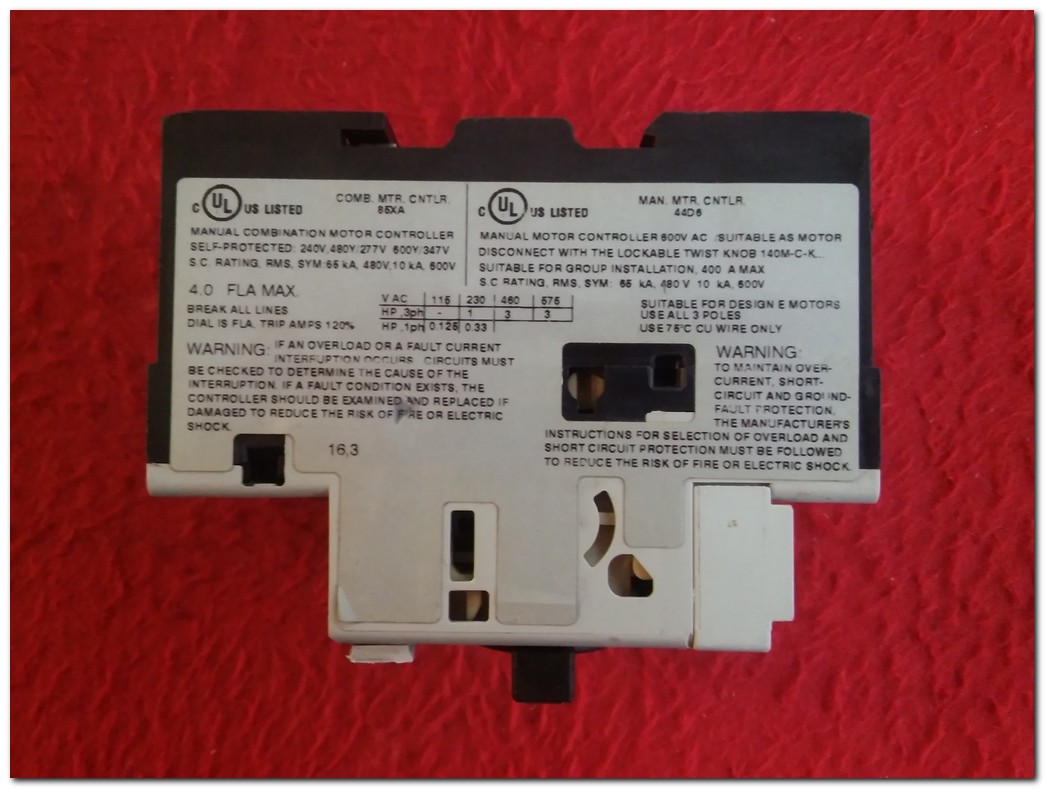 C UL US LISTED
COMB. MTR. CNTLR.
85XA
MANUAL COMBINATION MOTOR CONTROLLER
SELF-PROTECTED: 240V, 480Y/277V 600Y/347V
S.C. RATING, RMS, SYM:65 kA, 480V,10 kA, 600V
C UL US LISTED
MAN. MTR. CNTLR.
44D6
MANUAL MOTOR CONTROLLER 600V AC /SUITABLE AS MOTOR
DISCONNECT WITH THE LOCKABLE TWIST KNOB 140M-C-K...
SUITABLE FOR GROUP INSTALLATION, 400 A MAX
S.C RATING, RMS, SYM: 65 kA, 480 V 10 kA, 600V
4.0 FLA MAX.
BREAK ALL LINES
DIAL IS FLA, TRIP AMPS 120%
V AC 115 230 460 575
HP ,3ph - 1 3 3
HP ,1ph 0.125 0.33
SUITABLE FOR DESIGN E MOTORS
USE ALL 3 POLES
USE 75°C CU WIRE ONLY
WARNING: IF AN OVERLOAD OR A FAULT CURRENT
INTERRUPTION OCCURS, CIRCUITS MUST
BE CHECKED TO DETERMINE THE CAUSE OF THE
INTERRUPTION. IF A FAULT CONDITION EXISTS, THE
CONTROLLER SHOULD BE EXAMINED AND REPLACED IF
DAMAGED TO REDUCE THE RISK OF FIRE OR ELECTRIC
SHOCK.
WARNING:
TO MAINTAIN OVER-
CURRENT, SHORT-
CIRCUIT AND GROUND-
FAULT PROTECTION,
THE MANUFACTURER'S
INSTRUCTIONS FOR SELECTION OF OVERLOAD AND
SHORT CIRCUIT PROTECTION MUST BE FOLLOWED
TO REDUCE THE RISK OF FIRE OR ELECTRIC SHOCK.
16,3